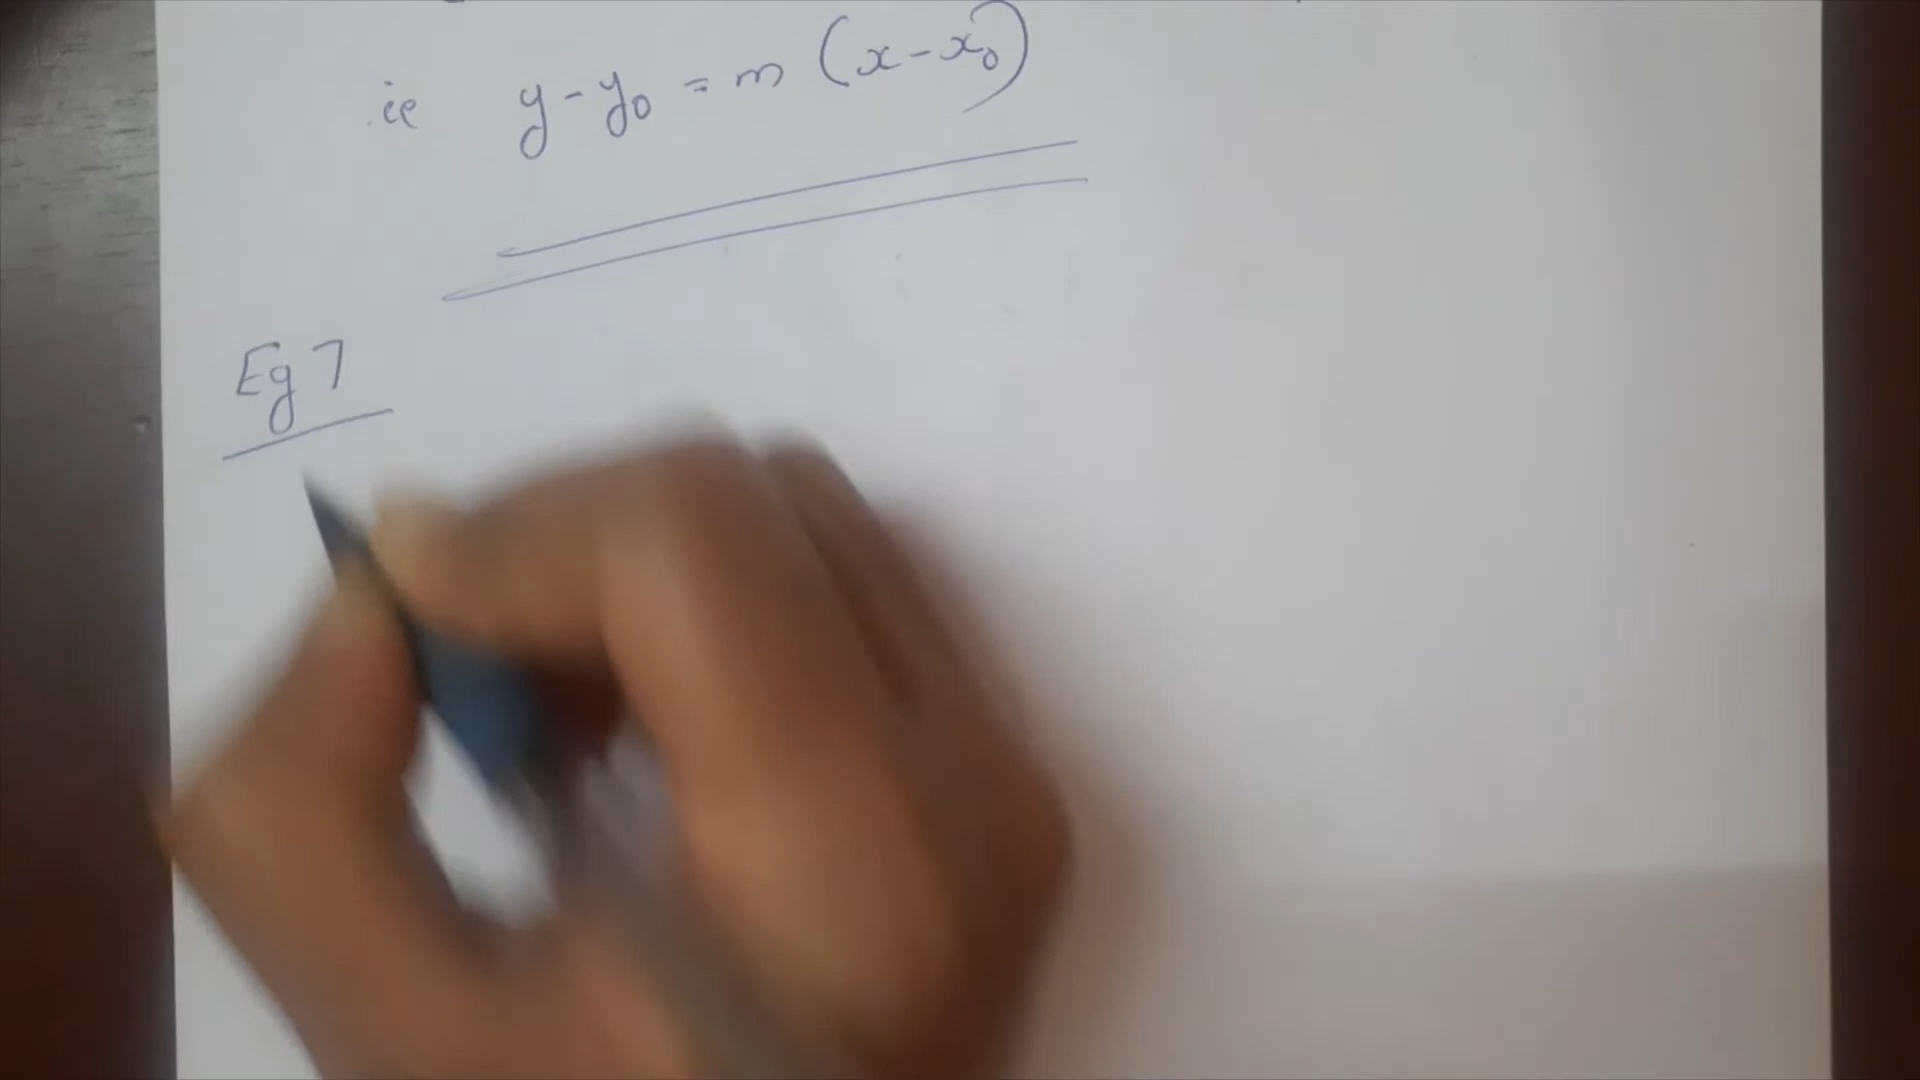 ie y - y₀ = m (x - x₀)
Eg 7